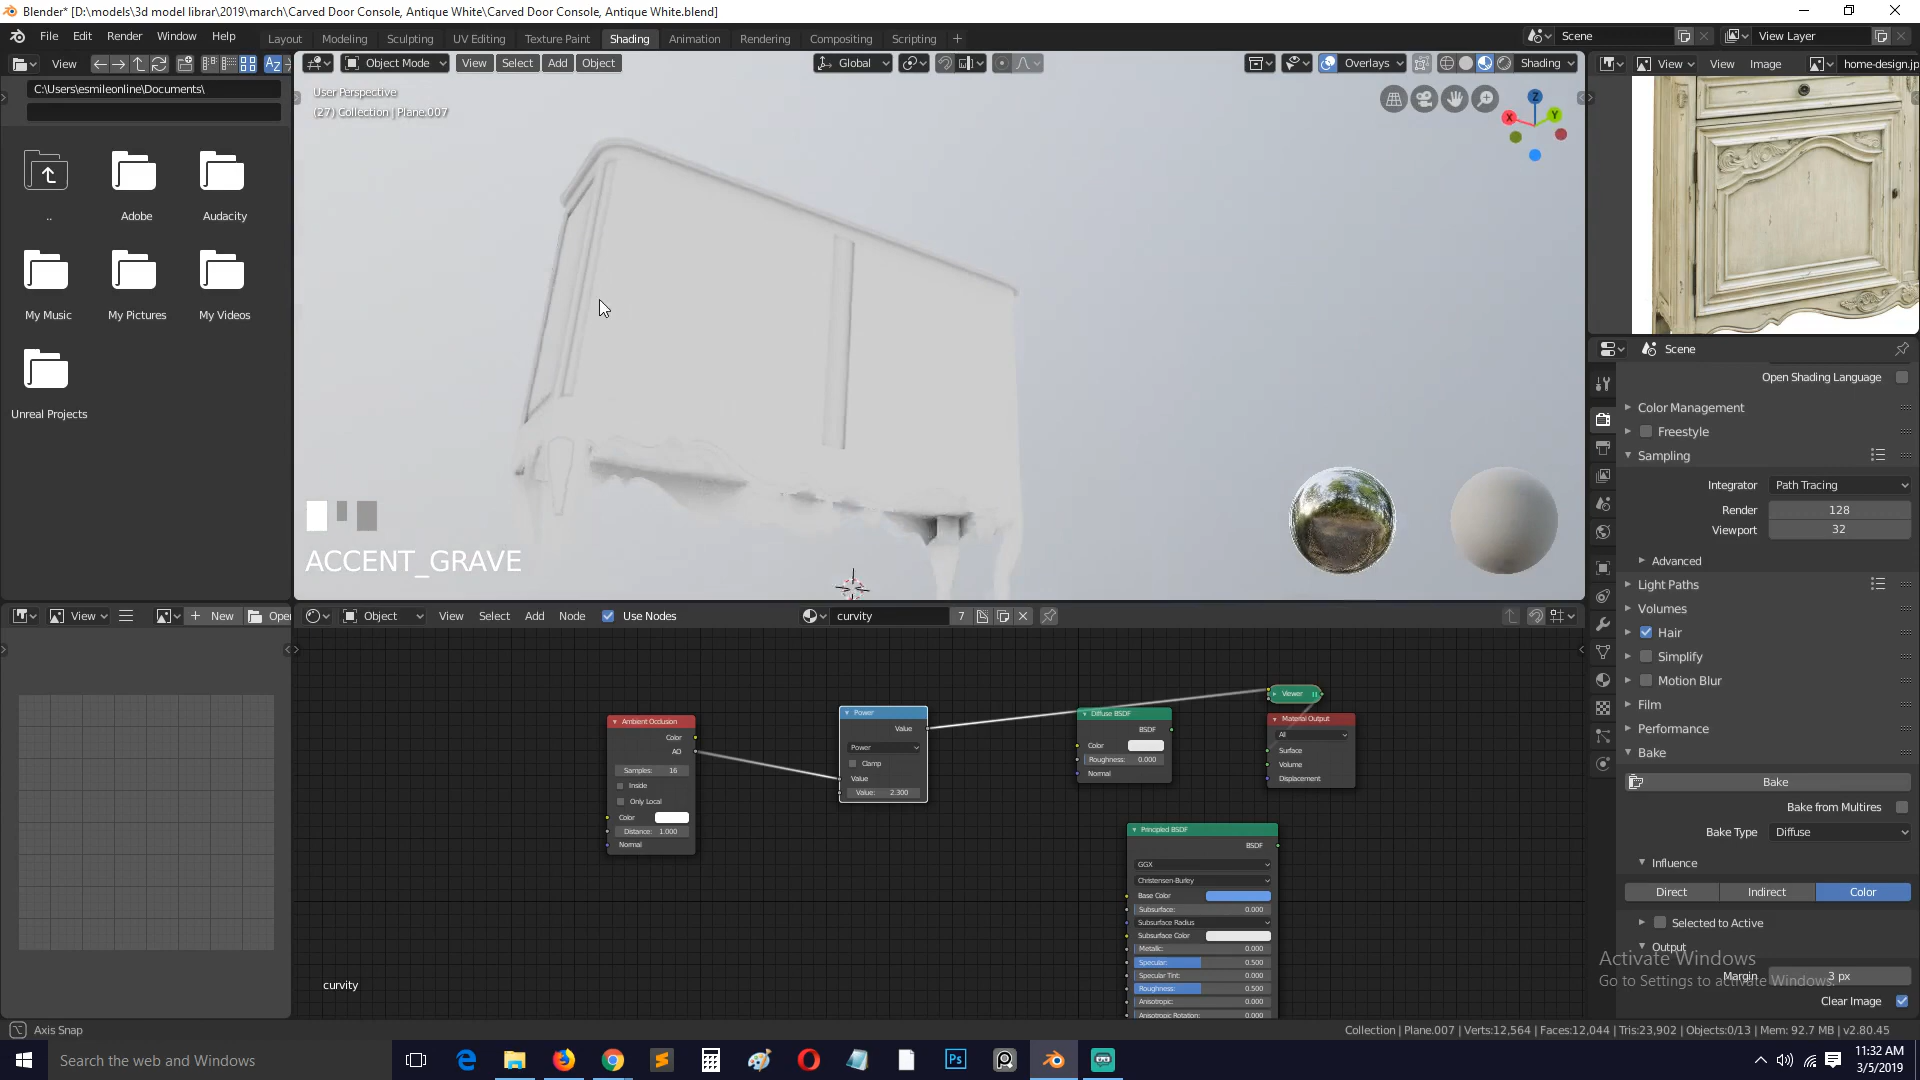 Blender* [D:\models\3d model librar\2019\march\Carved Door Console, Antique White\Carved Door Console, Antique White.blend]
File Edit Render Window Help
Layout Modeling Sculpting UV Editing Texture Paint Shading Animation Rendering Compositing Scripting +
Scene
View Layer
View
C:\Users\esmileonline\Documents\
..
Adobe
Audacity
My Music
My Pictures
My Videos
Unreal Projects
Object Mode View Select Add Object
Global
Overlays
Shading
User Perspective
(27) Collection | Plane.007
X
Y
Z
ACCENT_GRAVE
View View Image home-design.jp
Scene
Open Shading Language
Color Management
Freestyle
Sampling
Integrator Path Tracing
Render 128
Viewport 32
Advanced
Light Paths
Volumes
Hair
Simplify
Motion Blur
Film
Performance
Bake
Bake
Bake from Multires
Bake Type Diffuse
Influence
Direct Indirect Color
Selected to Active
Output
Margin 3 px
Clear Image
Activate Windows
Go to Settings to activate Windows.
View + New Open
Object View Select Add Node Use Nodes
curvity 7
Ambient Occlusion
Color
AO
Samples: 16
Inside
Only Local
Color
Distance: 1.000
Normal
Power
Value
Power
Clamp
Value
Value: 2.300
Diffuse BSDF
BSDF
Color
Roughness: 0.000
Normal
Viewer
Material Output
All
Surface
Volume
Displacement
Principled BSDF
BSDF
GGX
Christensen-Burley
Base Color
Subsurface: 0.000
Subsurface Radius
Subsurface Color
Metallic: 0.000
Specular: 0.500
Specular Tint: 0.000
Roughness: 0.500
Anisotropic: 0.000
Anisotropic Rotation: 0.000
curvity
Axis Snap
Collection | Plane.007 | Verts:12,564 | Faces:12,044 | Tris:23,902 | Objects:0/13 | Mem: 92.7 MB | v2.80.45
Search the web and Windows
Ps
11:32 AM
3/5/2019